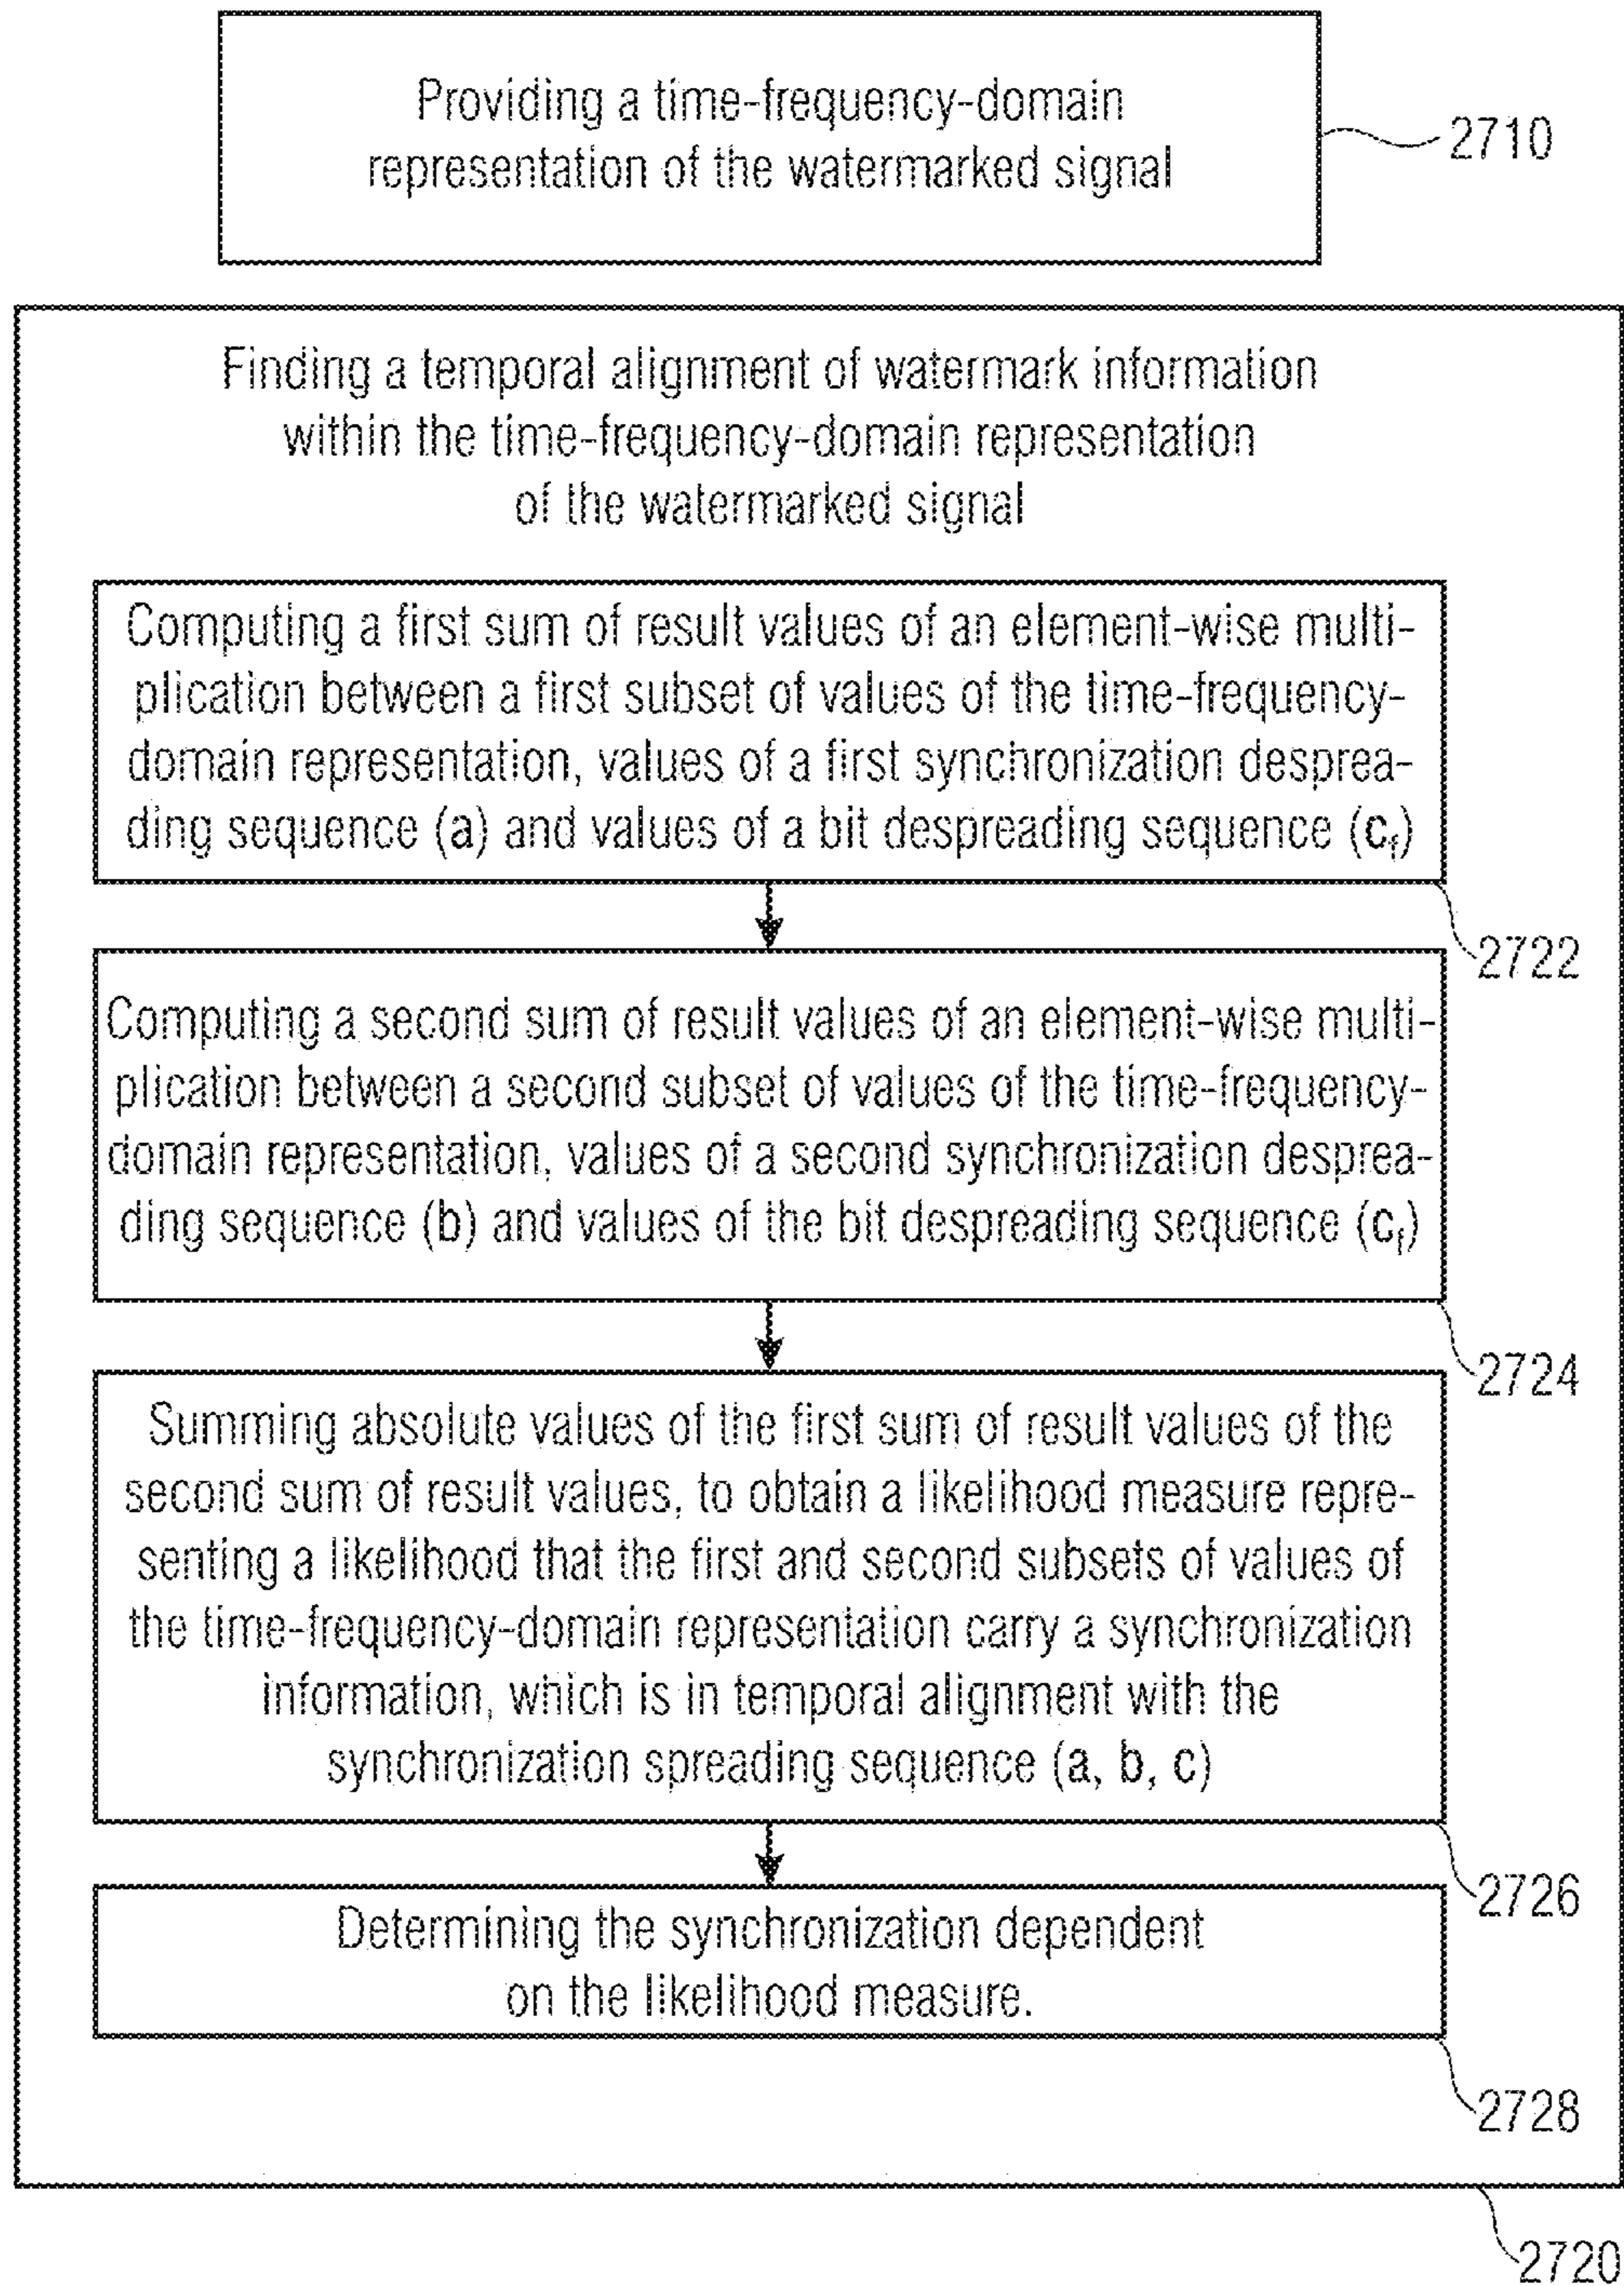 Providing a time-frequency-domain
representation of the watermarked signal
2710
Finding a temporal alignment of watermark information
within the time-frequency-domain representation
of the watermarked signal
Computing a first sum of result values of an element-wise multi-
plication between a first subset of values of the time-frequency-
domain representation, values of a first synchronization desprea-
ding sequence (a) and values of a bit despreading sequence (cf)
2722
Computing a second sum of result values of an element-wise multi-
plication between a second subset of values of the time-frequency-
domain representation, values of a second synchronization desprea-
ding sequence (b) and values of the bit despreading sequence (cf)
2724
Summing absolute values of the first sum of result values of the
second sum of result values, to obtain a likelihood measure repre-
senting a likelihood that the first and second subsets of values of
the time-frequency-domain representation carry a synchronization
information, which is in temporal alignment with the
synchronization spreading sequence (a, b, c)
2726
Determining the synchronization dependent
on the likelihood measure.
2728
2720